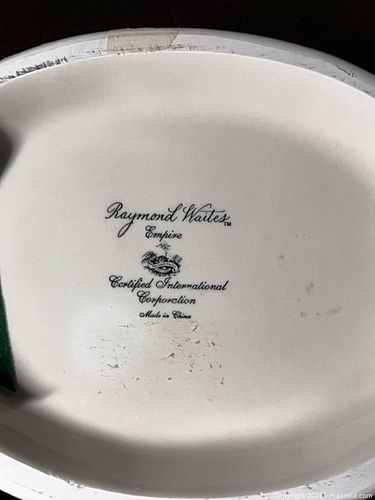 Raymond Waites™
Empire
Certified International
Corporation
Made in China